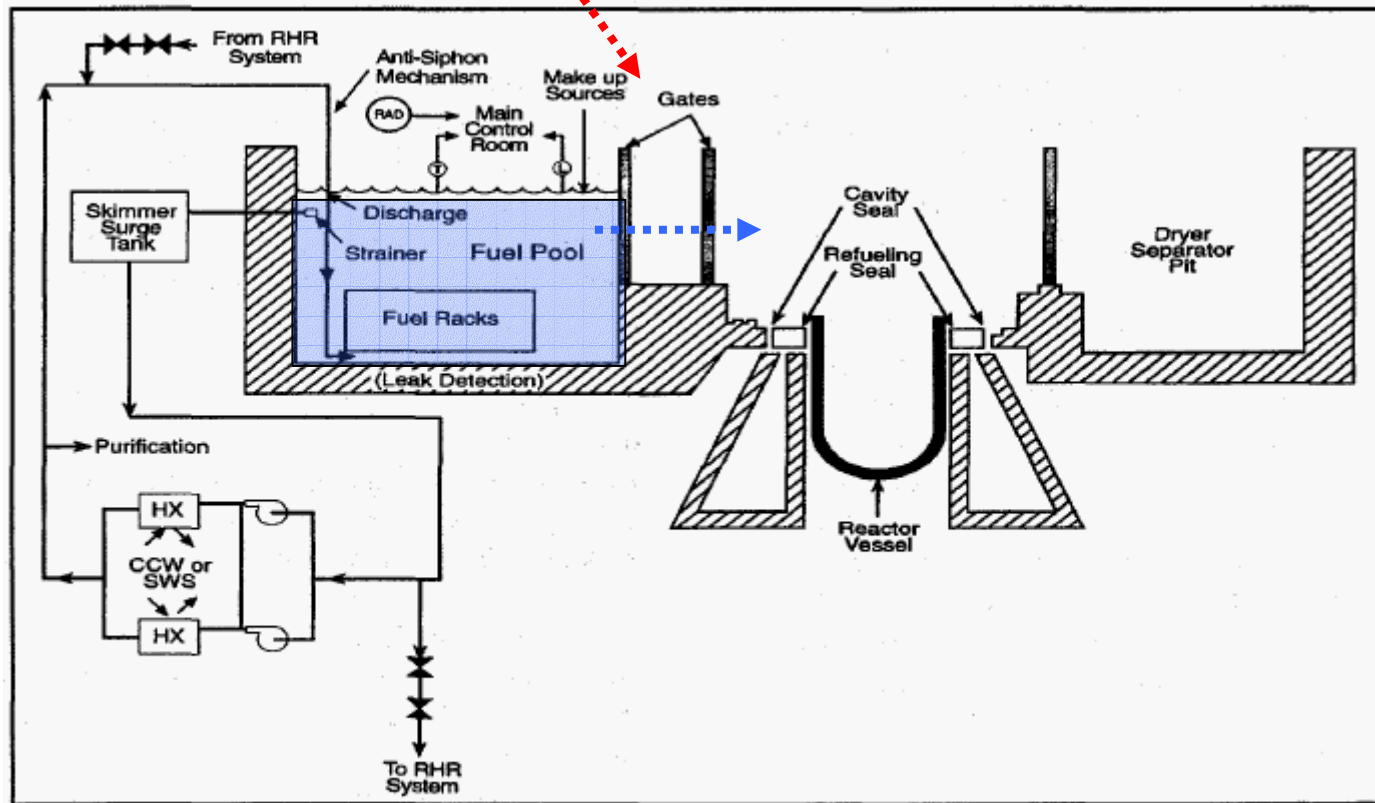 From RHR
System
Anti-Siphon
Mechanism
Make up
Sources
Gates
RAD
Main
Control
Room
T
L
Skimmer
Surge
Tank
Discharge
Strainer
Fuel Pool
Fuel Racks
(Leak Detection)
Cavity
Seal
Refueling
Seal
Dryer
Separator
Pit
Purification
HX
CCW or
SWS
HX
Reactor
Vessel
To RHR
System